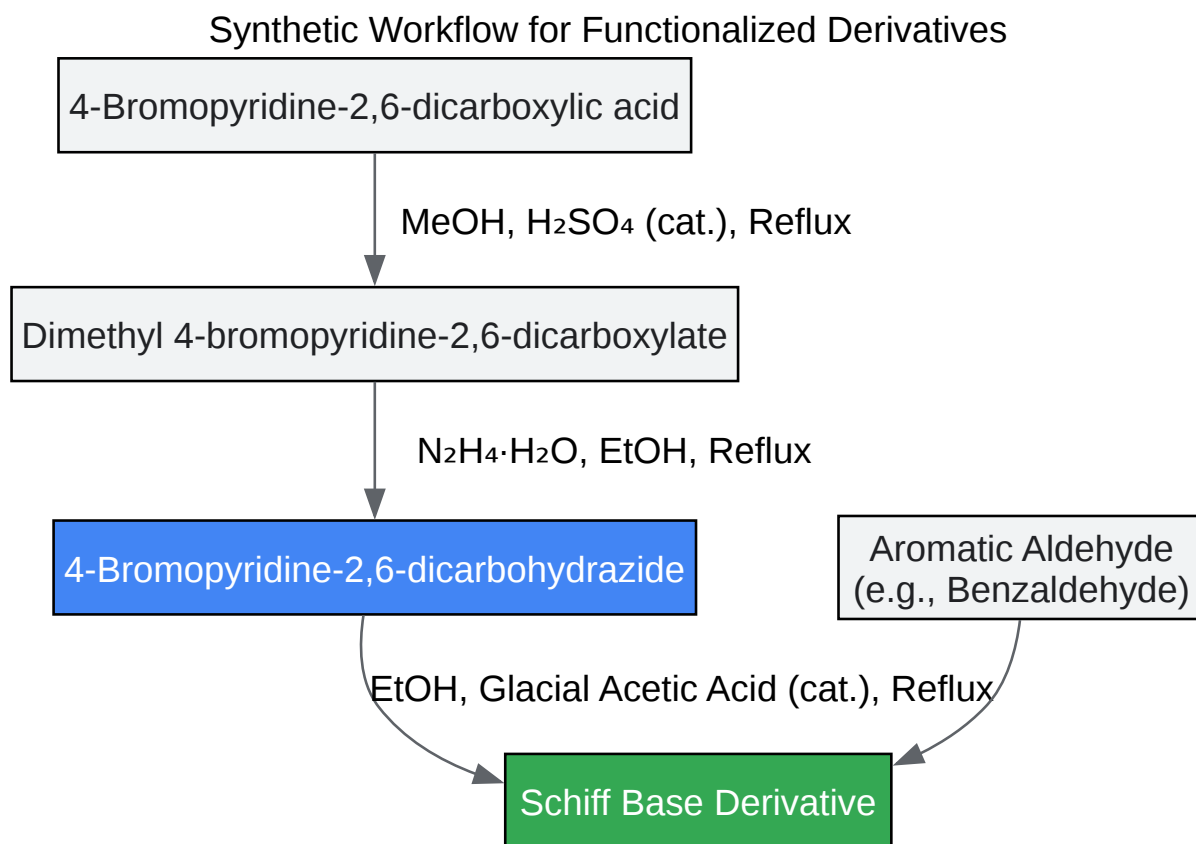 Synthetic Workflow for Functionalized Derivatives
4-Bromopyridine-2,6-dicarboxylic acid
MeOH, H₂SO₄ (cat.), Reflux
Dimethyl 4-bromopyridine-2,6-dicarboxylate
N₂H₄·H₂O, EtOH, Reflux
4-Bromopyridine-2,6-dicarbohydrazide
Aromatic Aldehyde
(e.g., Benzaldehyde)
EtOH, Glacial Acetic Acid (cat.), Reflux
Schiff Base Derivative